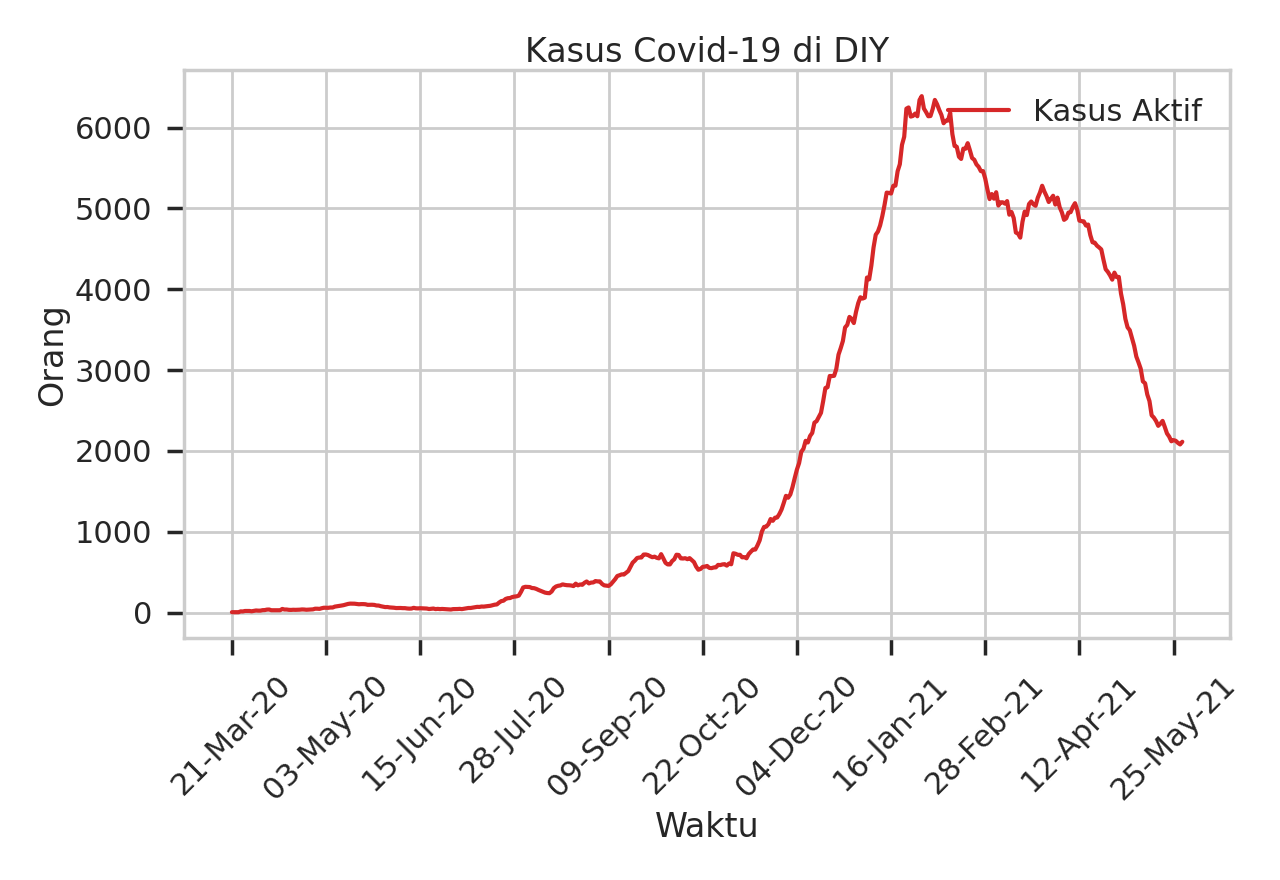 Kasus Covid-19 di DIY
Kasus Aktif
Orang
6000
5000
4000
3000
2000
1000
0
21-Mar-20
03-May-20
15-Jun-20
28-Jul-20
09-Sep-20
22-Oct-20
04-Dec-20
16-Jan-21
28-Feb-21
12-Apr-21
25-May-21
Waktu